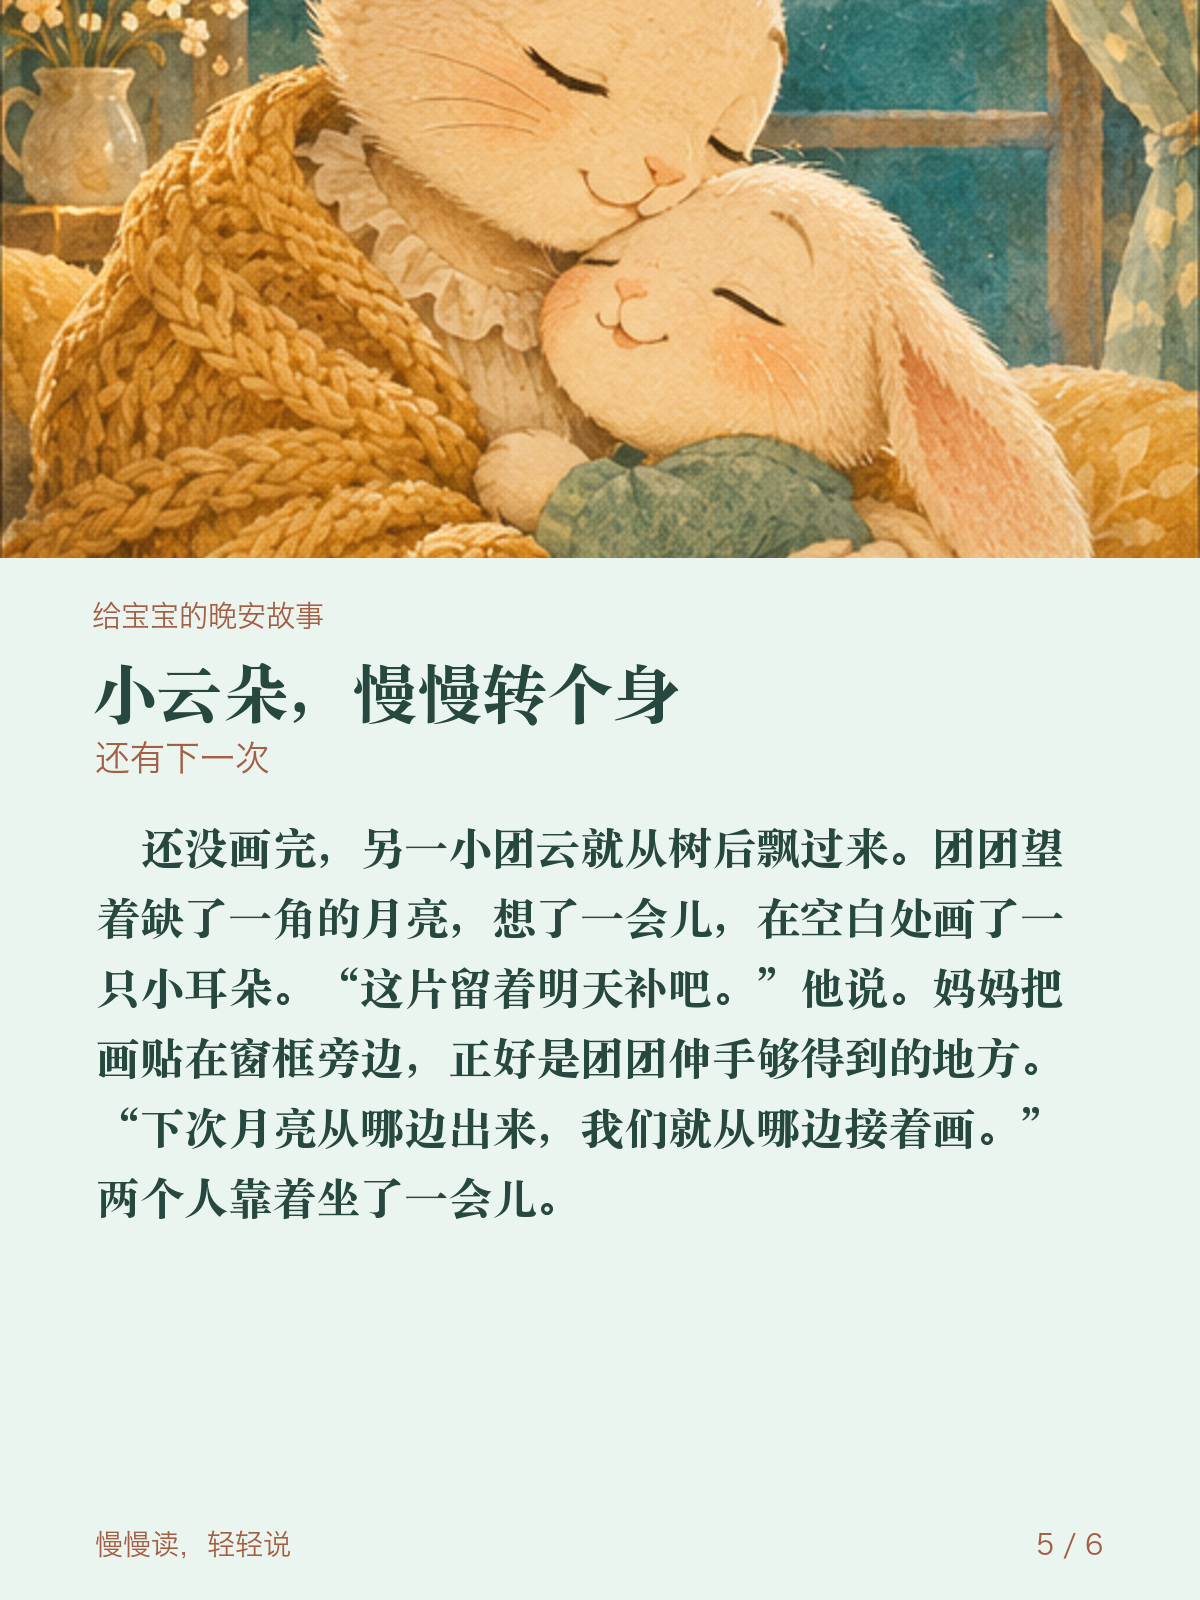 给宝宝的晚安故事
小云朵，慢慢转个身
还有下一次
还没画完，另一小团云就从树后飘过来。团团望
着缺了一角的月亮，想了一会儿，在空白处画了一
只小耳朵。“这片留着明天补吧。”他说。妈妈把
画贴在窗框旁边，正好是团团伸手够得到的地方。
“下次月亮从哪边出来，我们就从哪边接着画。”
两个人靠着坐了一会儿。
慢慢读，轻轻说
5 / 6